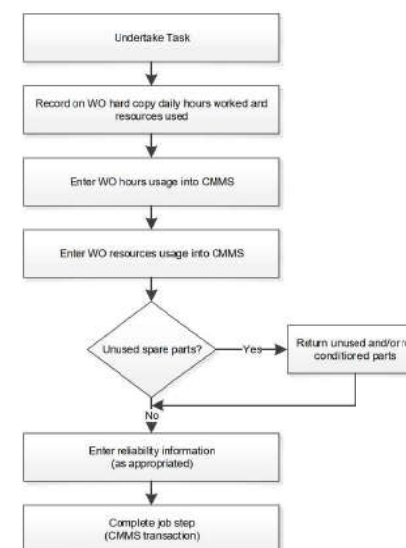 Undertake Task
Record on WO hard copy daily hours worked and
resources used
Enter WO hours usage into CMMS
Enter WO resources usage into CMMS
Unused spare parts?
Yes
Return unused and/or
conditiored parts
No
Enter reliability information
(as appropriated)
Complete job step
(CMMS transaction)